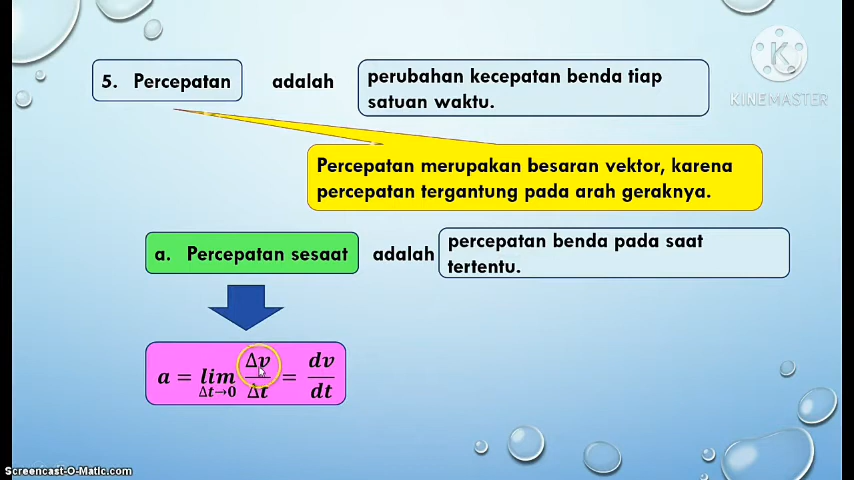 5. Percepatan adalah perubahan kecepatan benda tiap
satuan waktu.
KINEMASTER
Percepatan merupakan besaran vektor, karena
percepatan tergantung pada arah geraknya.
a. Percepatan sesaat adalah percepatan benda pada saat
tertentu.
a = lim Δt→0 Δv/Δt = dv/dt
Screencast-O-Matic.com